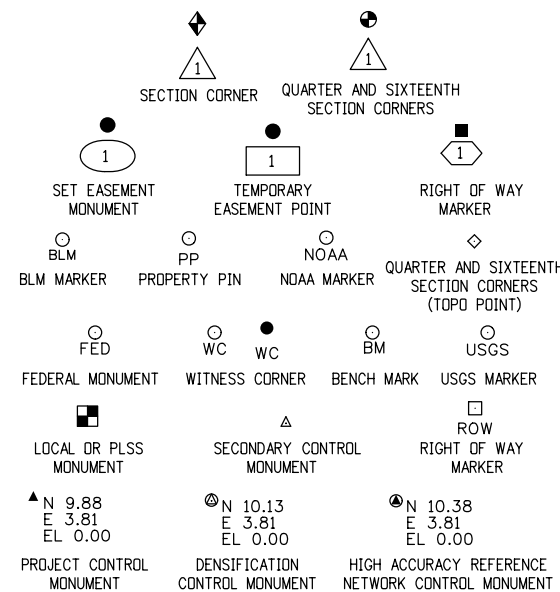 1
1
SECTION CORNER
QUARTER AND SIXTEENTH
SECTION CORNERS
1
1
1
SET EASEMENT
MONUMENT
TEMPORARY
EASEMENT POINT
RIGHT OF WAY
MARKER
BLM
PP
NOAA
BLM MARKER
PROPERTY PIN
NOAA MARKER
QUARTER AND SIXTEENTH
SECTION CORNERS
(TOPO POINT)
FED
WC
WC
BM
USGS
FEDERAL MONUMENT
WITNESS CORNER
BENCH MARK
USGS MARKER
ROW
LOCAL OR PLSS
MONUMENT
SECONDARY CONTROL
MONUMENT
RIGHT OF WAY
MARKER
N 9.88
E 3.81
EL 0.00
N 10.13
E 3.81
EL 0.00
N 10.38
E 3.81
EL 0.00
PROJECT CONTROL
MONUMENT
DENSIFICATION
CONTROL MONUMENT
HIGH ACCURACY REFERENCE
NETWORK CONTROL MONUMENT